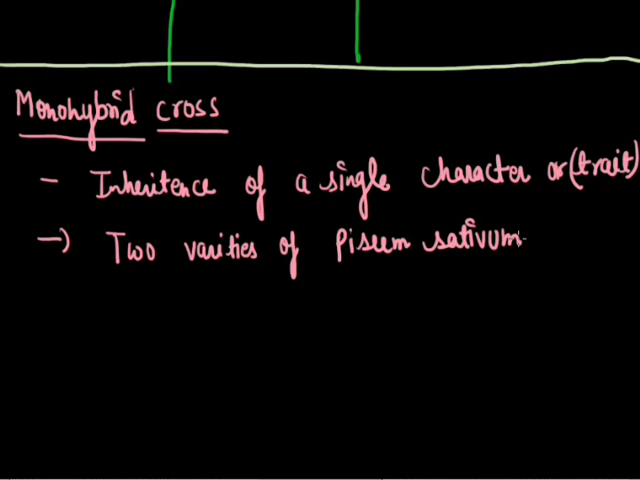 Monohybrid cross
- Inheritence of a single character or (trait)
→ Two varities of Piseum sativum